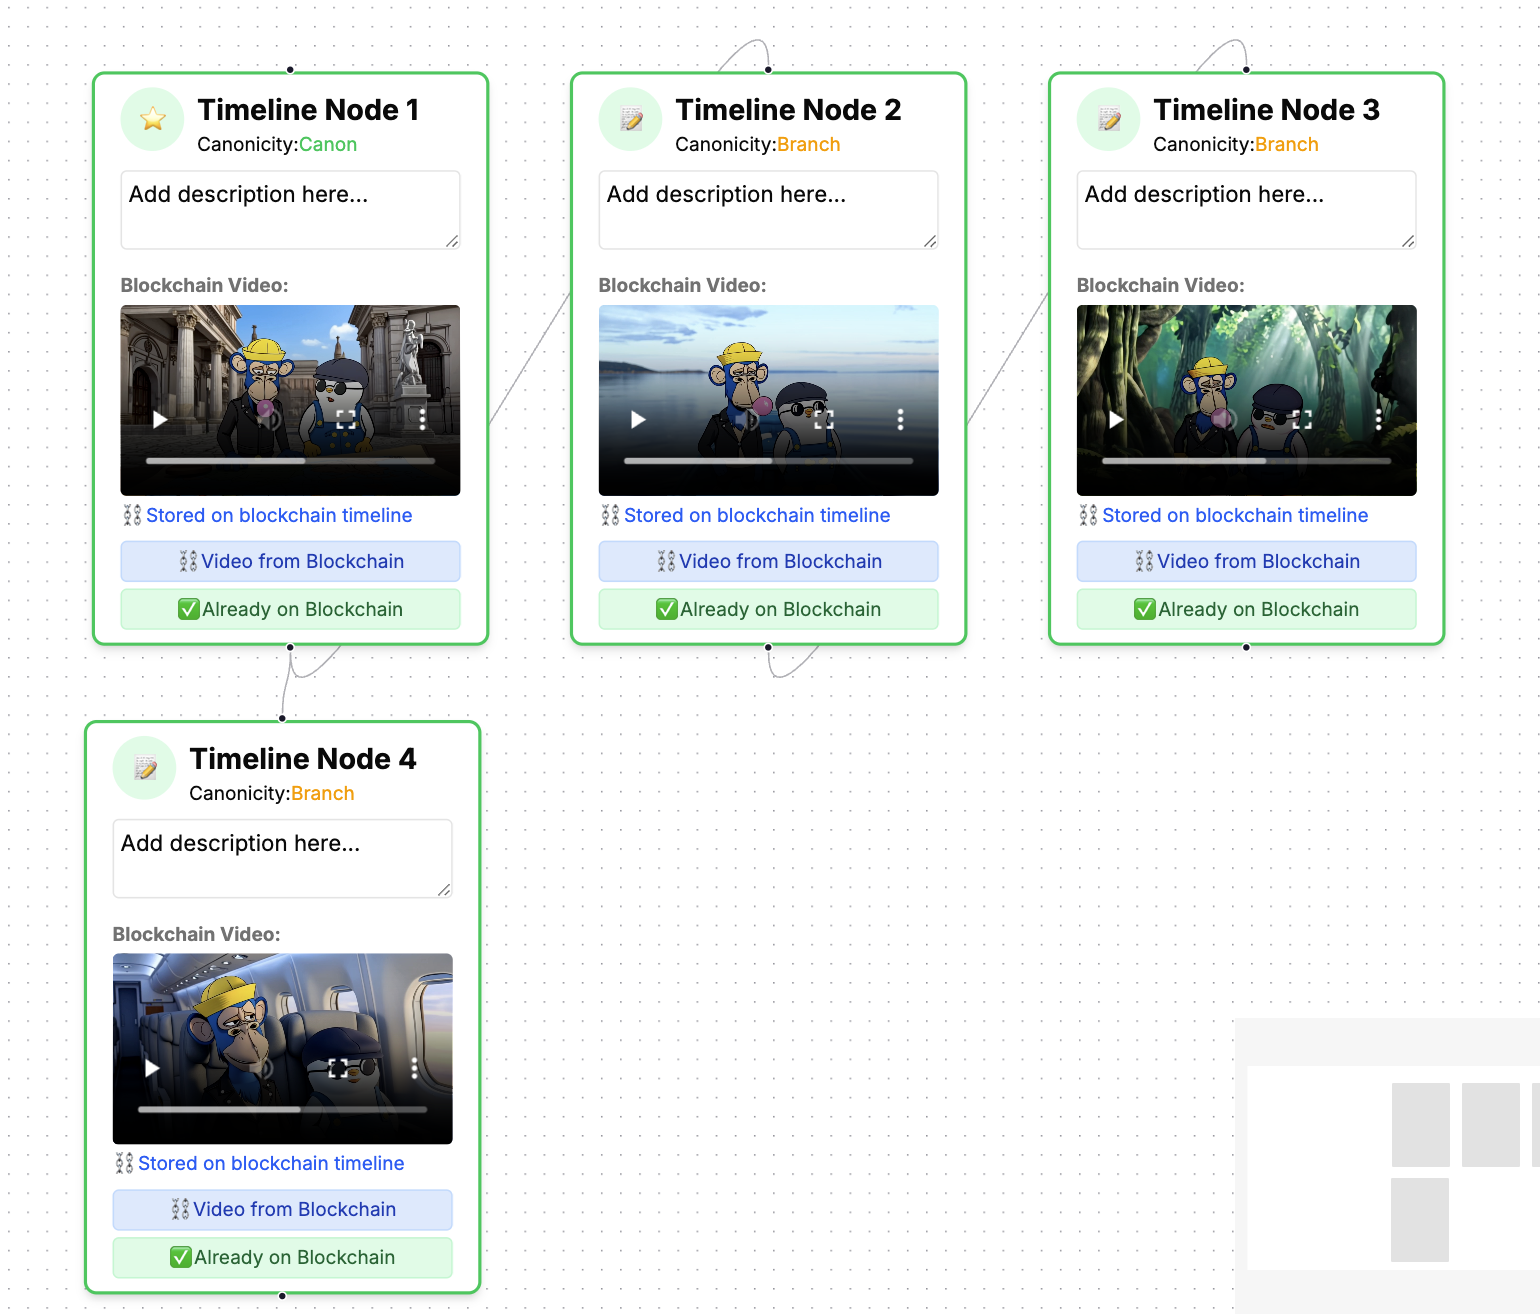 Timeline Node 1
Canonicity:Canon
Add description here...
Blockchain Video:
Stored on blockchain timeline
Video from Blockchain
Already on Blockchain
Timeline Node 2
Canonicity:Branch
Add description here...
Blockchain Video:
Stored on blockchain timeline
Video from Blockchain
Already on Blockchain
Timeline Node 3
Canonicity:Branch
Add description here...
Blockchain Video:
Stored on blockchain timeline
Video from Blockchain
Already on Blockchain
Timeline Node 4
Canonicity:Branch
Add description here...
Blockchain Video:
Stored on blockchain timeline
Video from Blockchain
Already on Blockchain